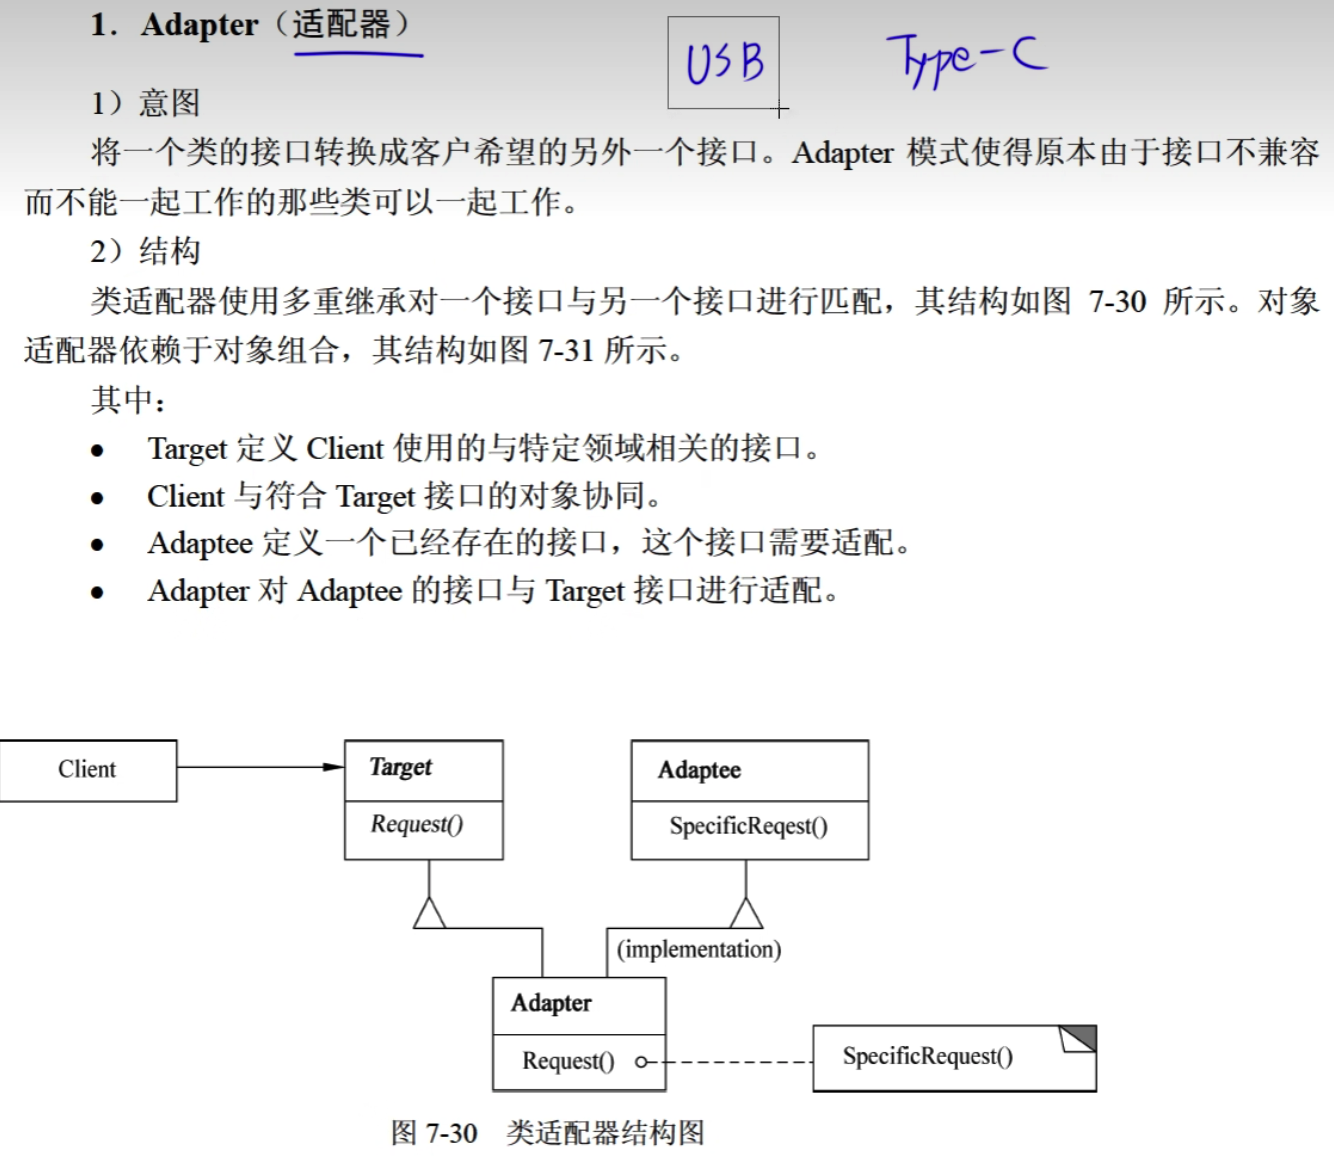 1．Adapter（适配器）
USB
Type-C
1）意图
将一个类的接口转换成客户希望的另外一个接口。Adapter 模式使得原本由于接口不兼容
而不能一起工作的那些类可以一起工作。
2）结构
类适配器使用多重继承对一个接口与另一个接口进行匹配，其结构如图 7-30 所示。对象
适配器依赖于对象组合，其结构如图 7-31 所示。
其中：
● Target 定义 Client 使用的与特定领域相关的接口。
● Client 与符合 Target 接口的对象协同。
● Adaptee 定义一个已经存在的接口，这个接口需要适配。
● Adapter 对 Adaptee 的接口与 Target 接口进行适配。
Client
Target
Request()
Adaptee
SpecificReqest()
(implementation)
Adapter
Request()
SpecificRequest()
图 7-30 类适配器结构图